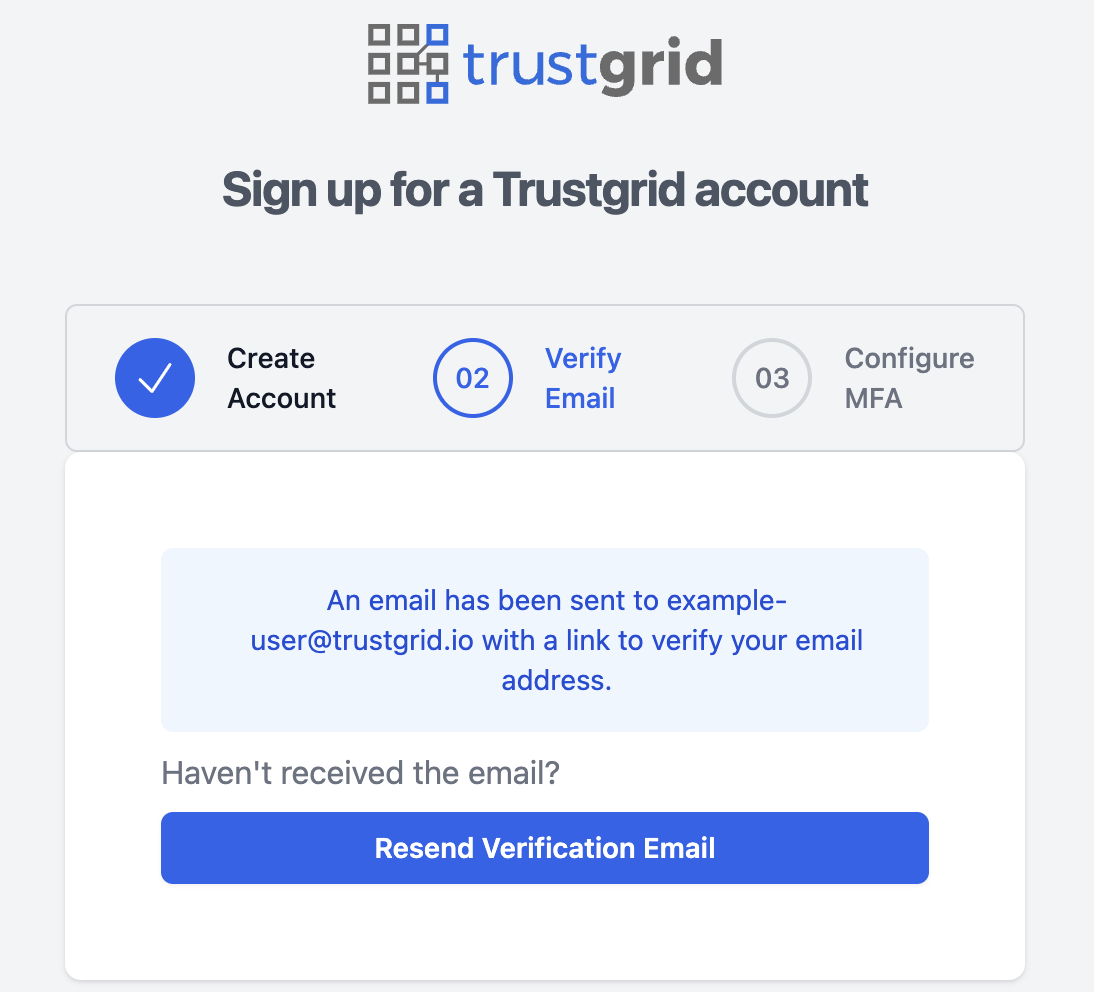 trustgrid
Sign up for a Trustgrid account
Create
Account
02
Verify
Email
03
Configure
MFA
An email has been sent to example-
user@trustgrid.io with a link to verify your email
address.
Haven't received the email?
Resend Verification Email